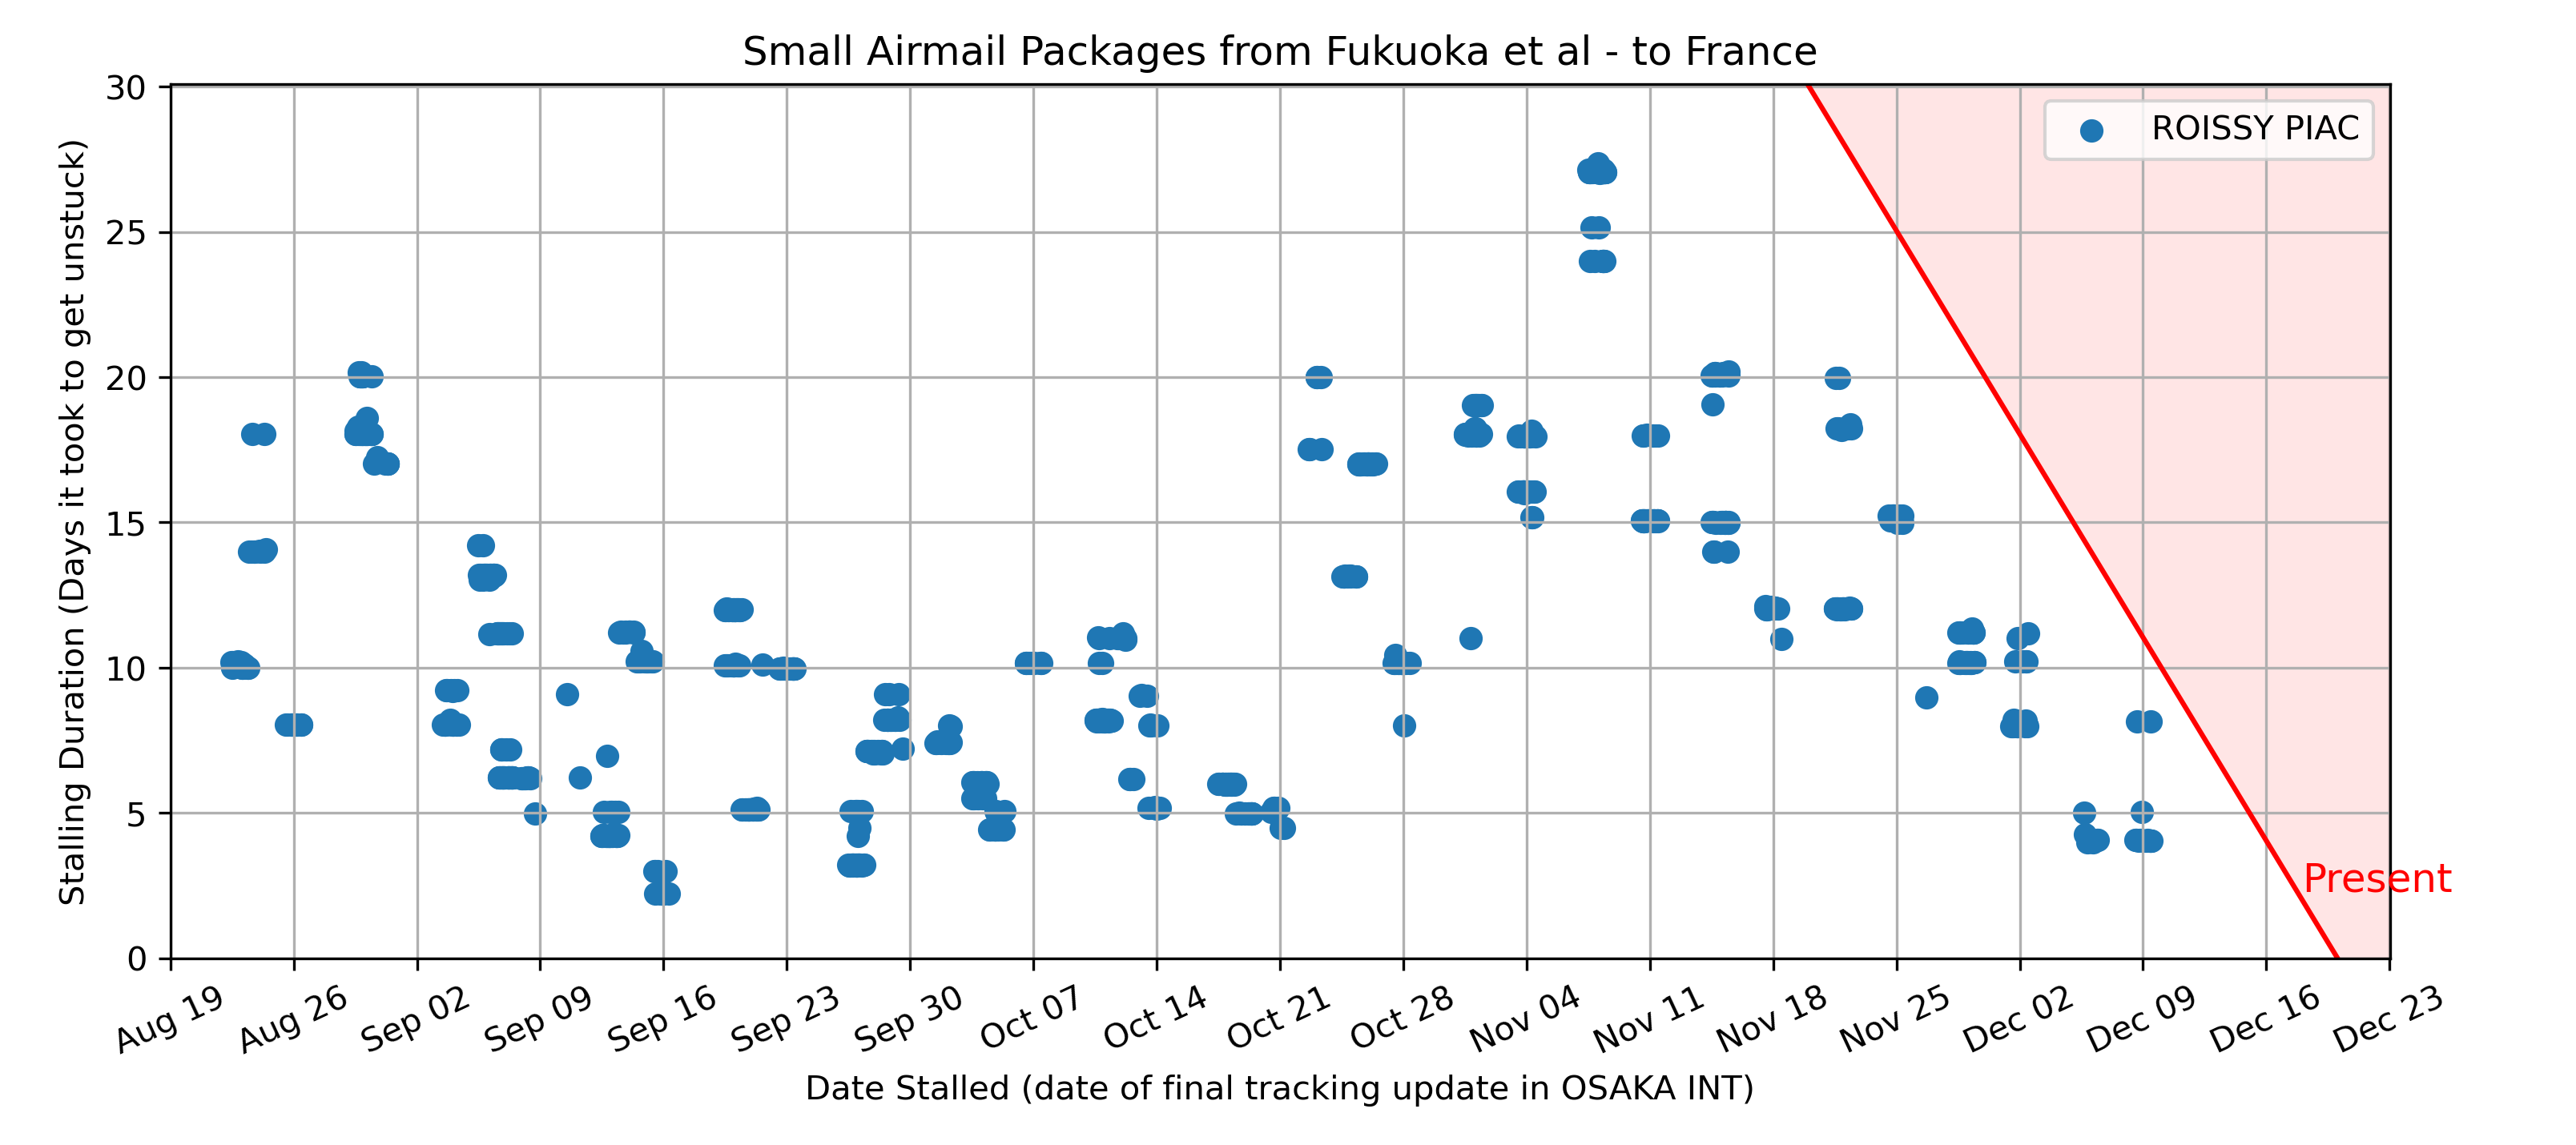 Small Airmail Packages from Fukuoka et al - to France
Stalling Duration (Days it took to get unstuck)
30
25
20
15
10
5
0
ROISSY PIAC
Present
Aug 19
Aug 26
Sep 02
Sep 09
Sep 16
Sep 23
Sep 30
Oct 07
Oct 14
Oct 21
Oct 28
Nov 04
Nov 11
Nov 18
Nov 25
Dec 02
Dec 09
Dec 16
Dec 23
Date Stalled (date of final tracking update in OSAKA INT)